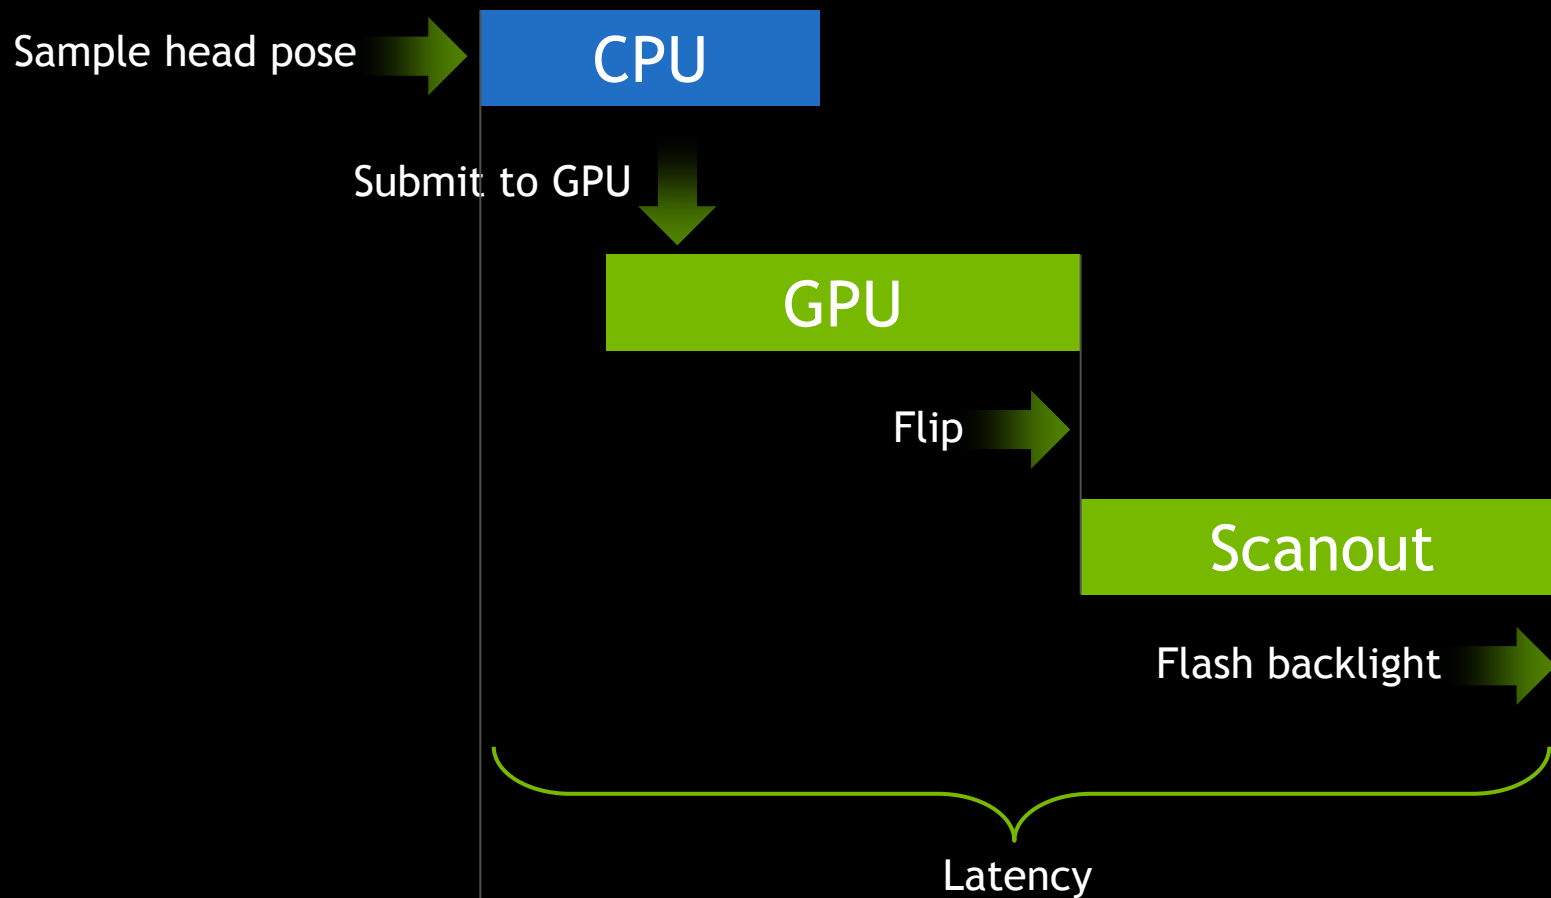 Sample head pose
CPU
Submit to GPU
GPU
Flip
Scanout
Flash backlight
Latency